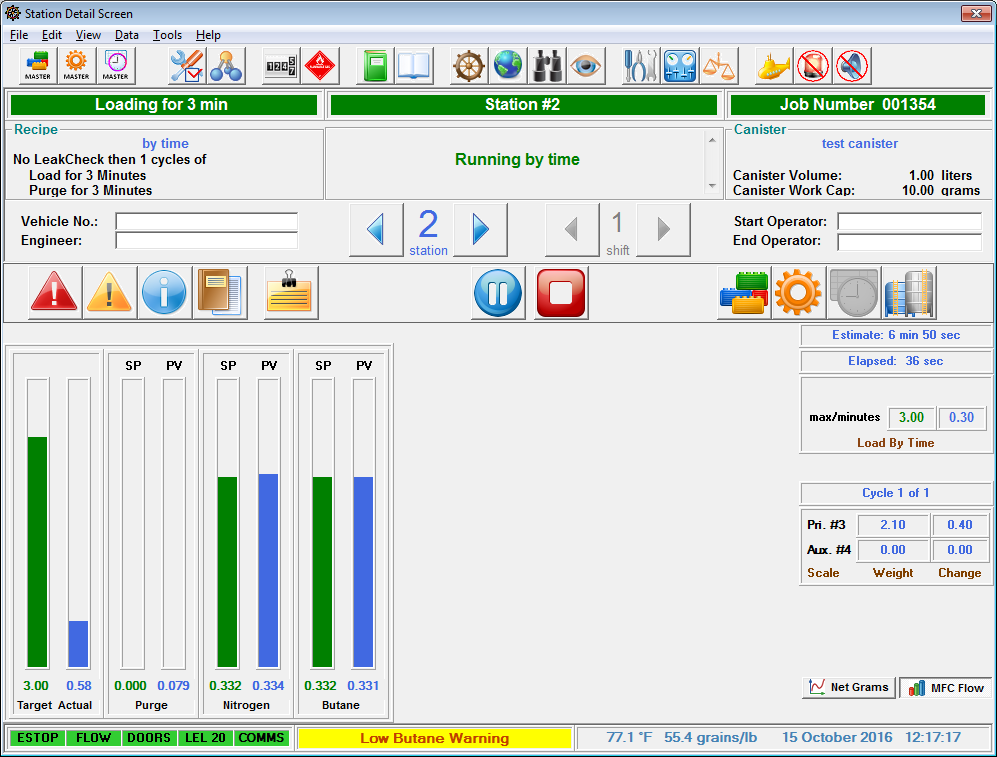 Station Detail Screen
File Edit View Data Tools Help
MASTER MASTER MASTER
Loading for 3 min
Station #2
Job Number 001354
Recipe
by time
No LeakCheck then 1 cycles of
Load for 3 Minutes
Purge for 3 Minutes
Running by time
Canister
test canister
Canister Volume: 1.00 liters
Canister Work Cap: 10.00 grams
Vehicle No.:
Engineer:
2
station
1
shift
Start Operator:
End Operator:
Estimate: 6 min 50 sec
Elapsed: 36 sec
max/minutes 3.00 0.30
Load By Time
Cycle 1 of 1
Pri. #3 2.10 0.40
Aux. #4 0.00 0.00
Scale Weight Change
SP PV SP PV SP PV
3.00 0.58 0.000 0.079 0.332 0.334 0.332 0.331
Target Actual Purge Nitrogen Butane
Net Grams MFC Flow
ESTOP FLOW DOORS LEL 20 COMMS
Low Butane Warning
77.1 °F 55.4 grains/lb 15 October 2016 12:17:17